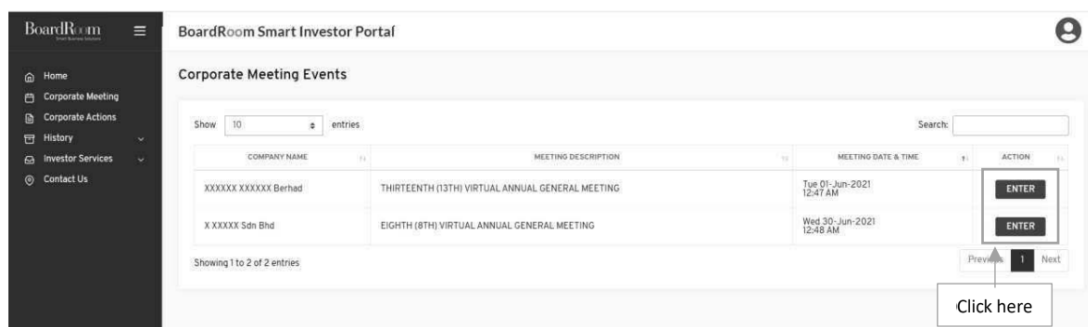 BoardRoom
BoardRoom Smart Investor Portal
Home
Corporate Meeting
Corporate Actions
History
Investor Services
Contact Us
Corporate Meeting Events
Show 10 entries
Search:
COMPANY NAME MEETING DESCRIPTION MEETING DATE & TIME ACTION
XXXXXX XXXXXX Berhad THIRTEENTH (13TH) VIRTUAL ANNUAL GENERAL MEETING Tue 01-Jun-2021 ENTER
12:47 AM
X XXXXX Sdn Bhd EIGHTH (8TH) VIRTUAL ANNUAL GENERAL MEETING Wed 30-Jun-2021 ENTER
12:48 AM
Showing 1 to 2 of 2 entries
1 Next
Click here